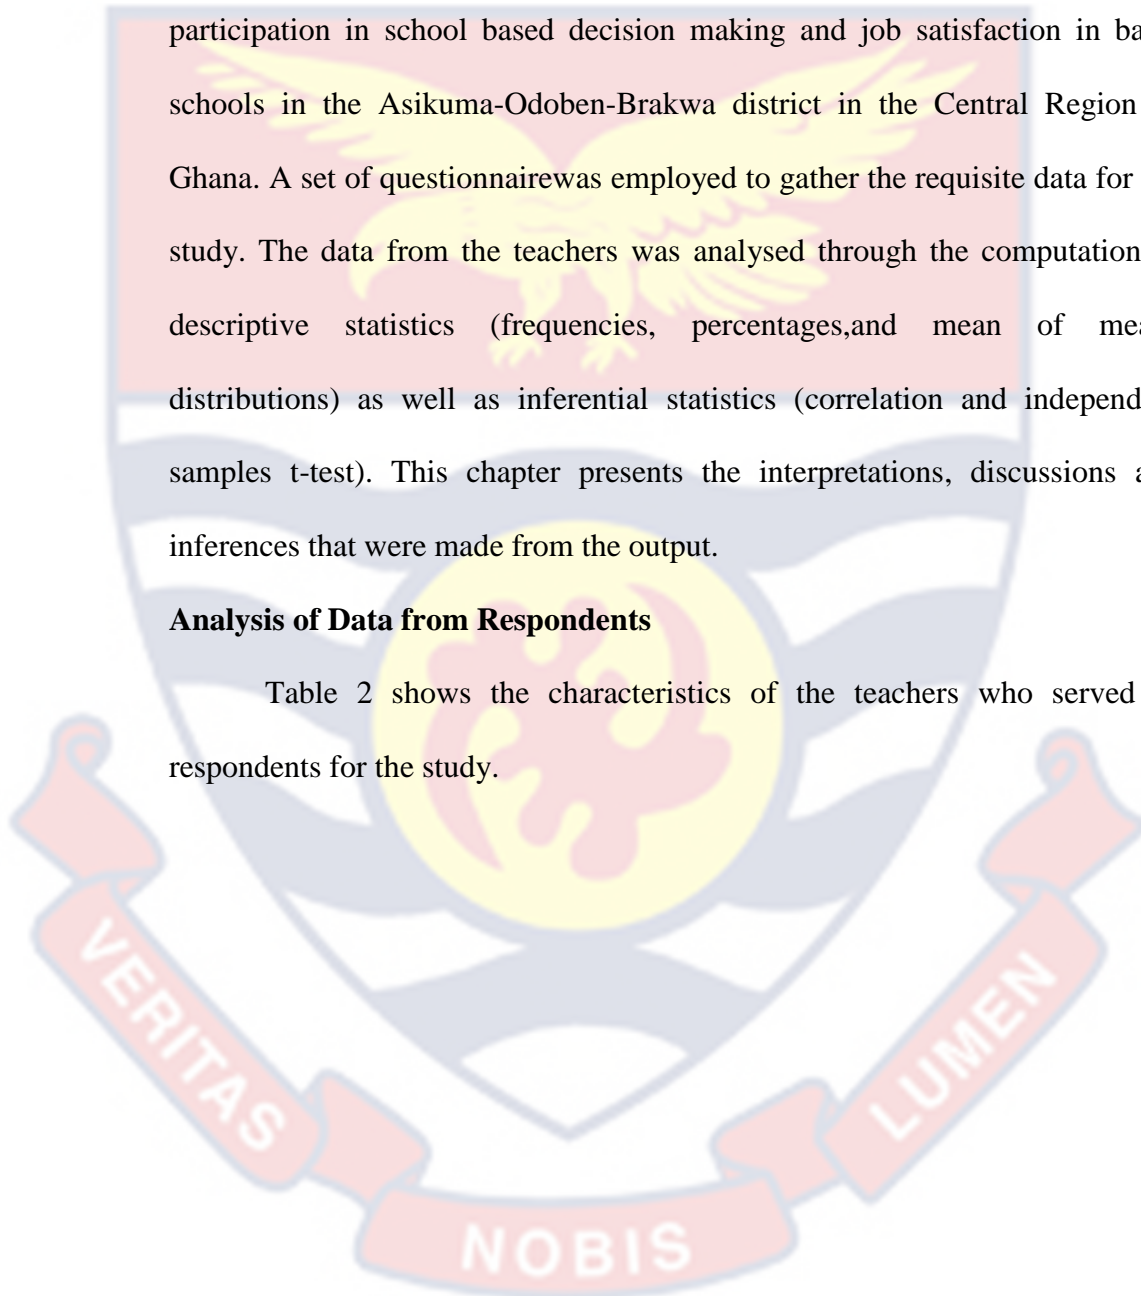 participation in school based decision making and job satisfaction in ba
schools in the Asikuma-Odoben-Brakwa district in the Central Region
Ghana. A set of questionnairewas employed to gather the requisite data for
study. The data from the teachers was analysed through the computation
descriptive statistics (frequencies, percentages,and mean of mea
distributions) as well as inferential statistics (correlation and independ
samples t-test). This chapter presents the interpretations, discussions a
inferences that were made from the output.
Analysis of Data from Respondents
Table 2 shows the characteristics of the teachers who served
respondents for the study.
VERITAS
NOBIS
LUMEN